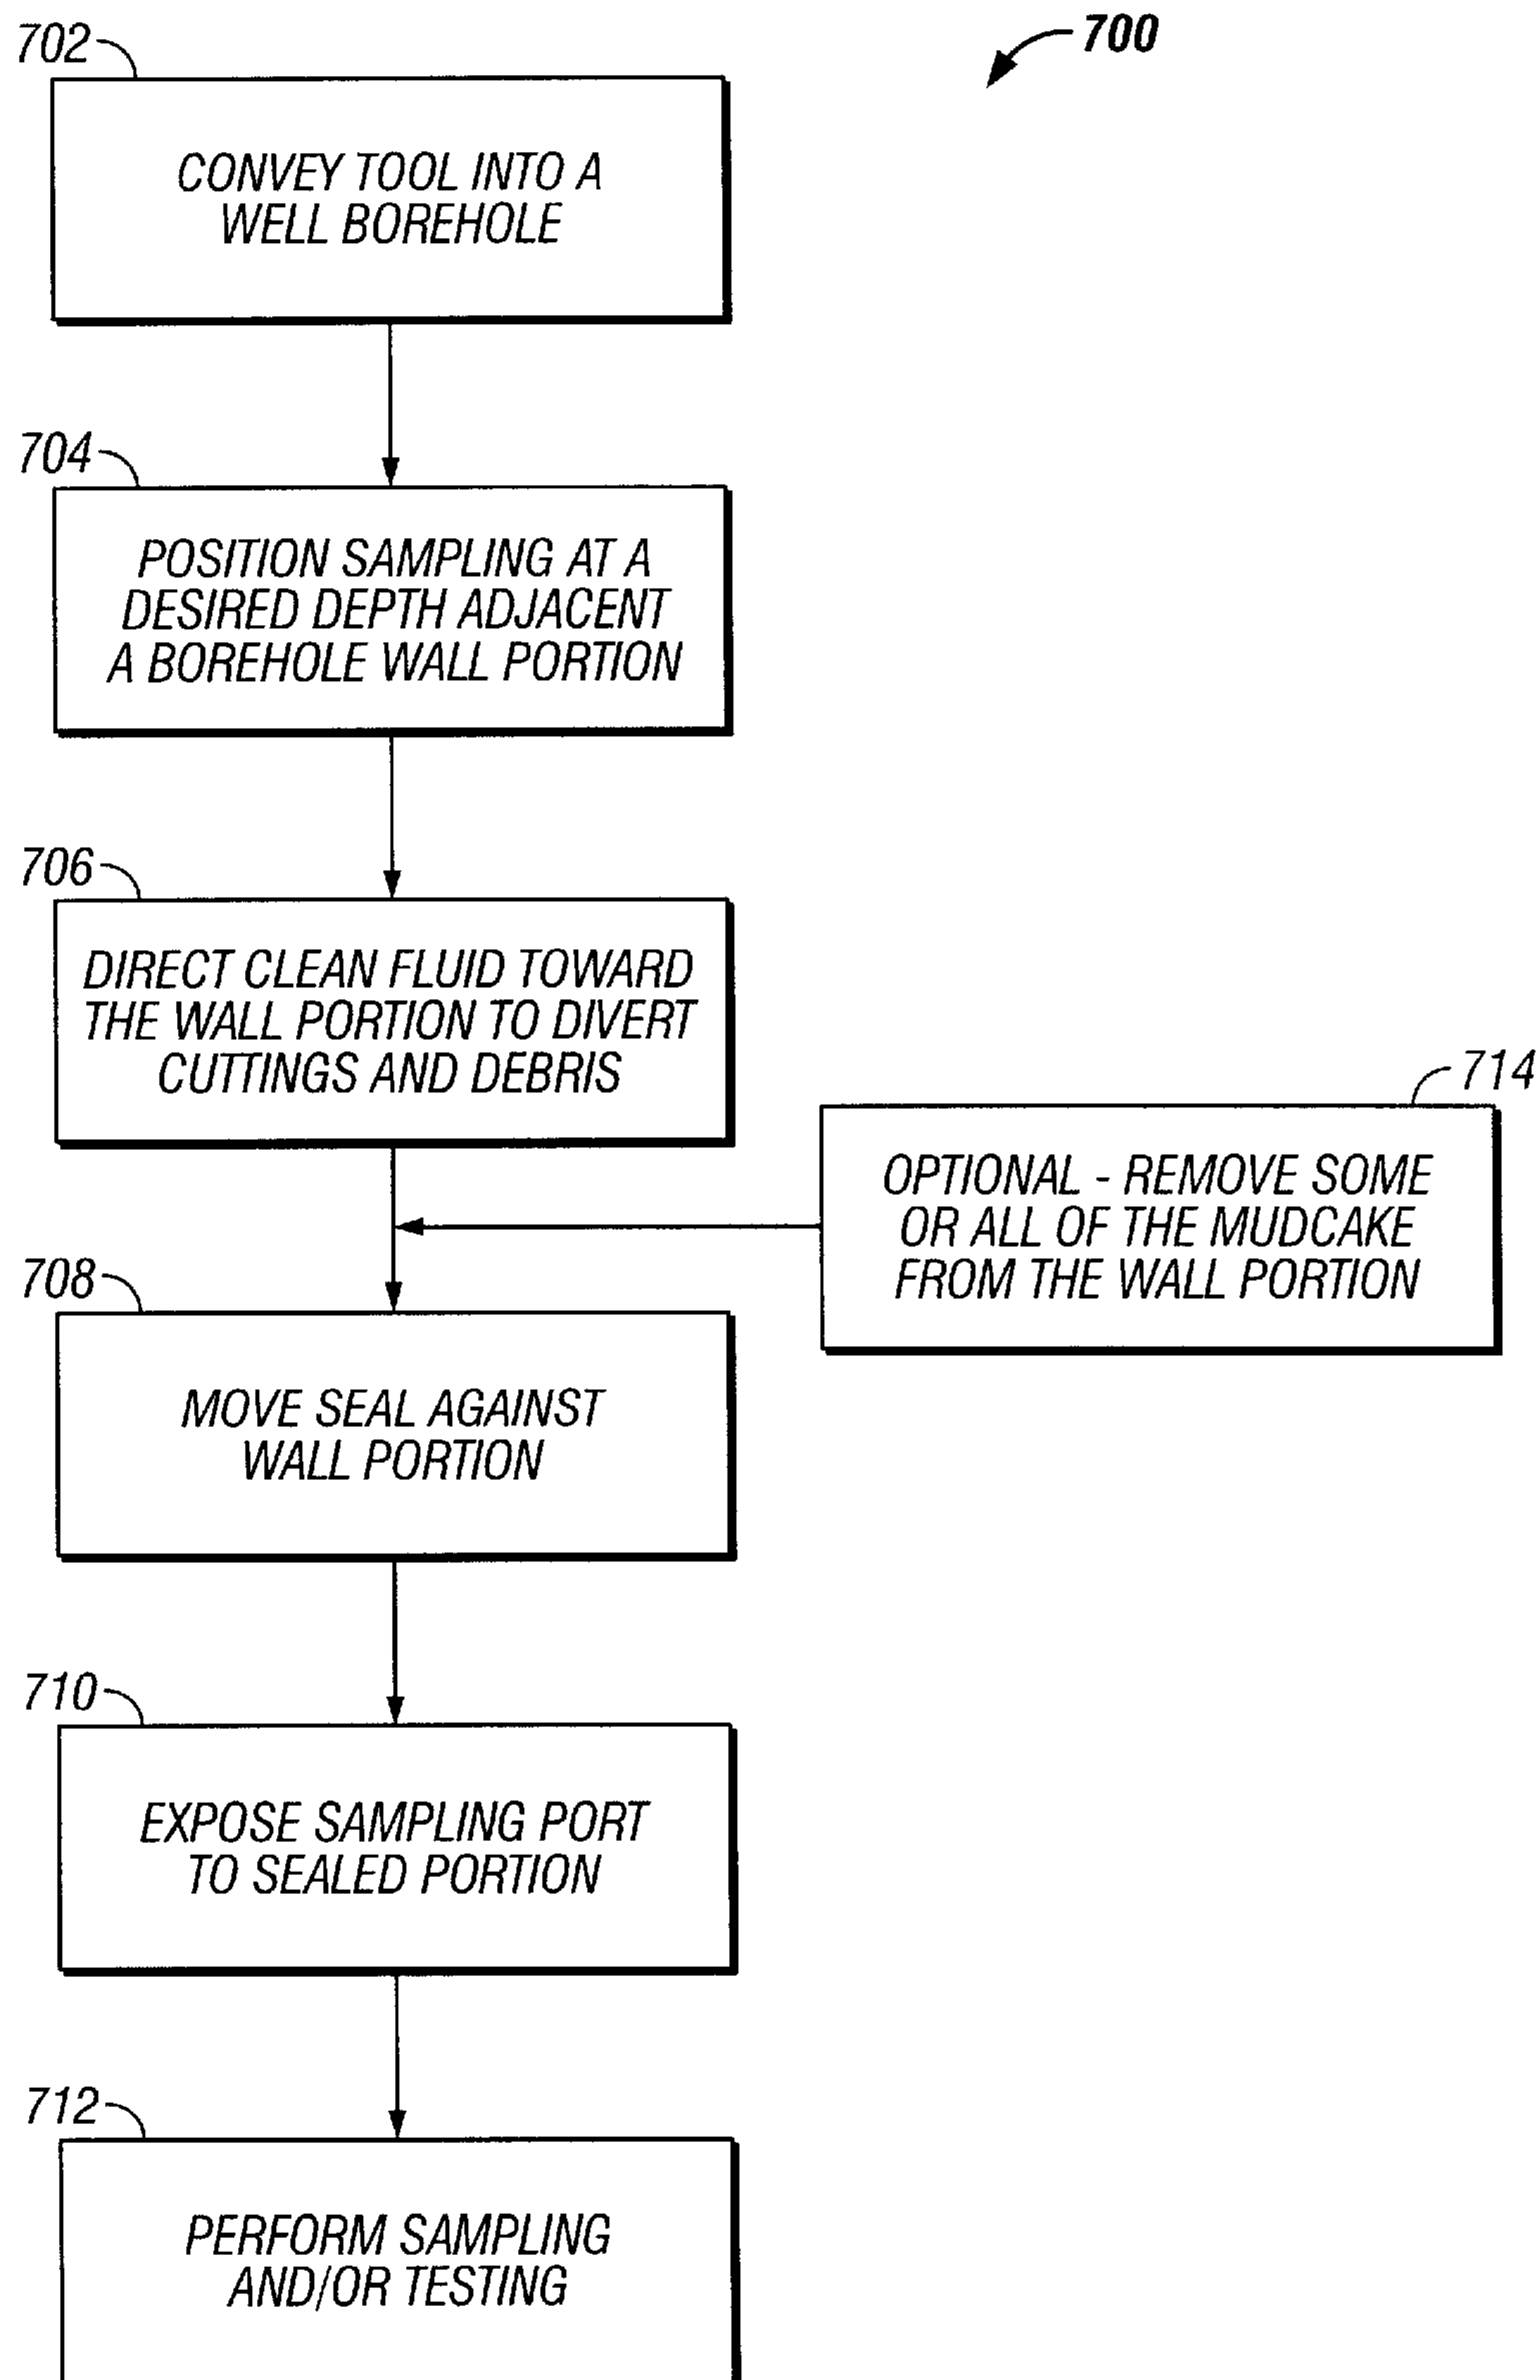 702
700
CONVEY TOOL INTO A
WELL BOREHOLE
704
POSITION SAMPLING AT A
DESIRED DEPTH ADJACENT
A BOREHOLE WALL PORTION
706
DIRECT CLEAN FLUID TOWARD
THE WALL PORTION TO DIVERT
CUTTINGS AND DEBRIS
714
OPTIONAL - REMOVE SOME
OR ALL OF THE MUDCAKE
FROM THE WALL PORTION
708
MOVE SEAL AGAINST
WALL PORTION
710
EXPOSE SAMPLING PORT
TO SEALED PORTION
712
PERFORM SAMPLING
AND/OR TESTING